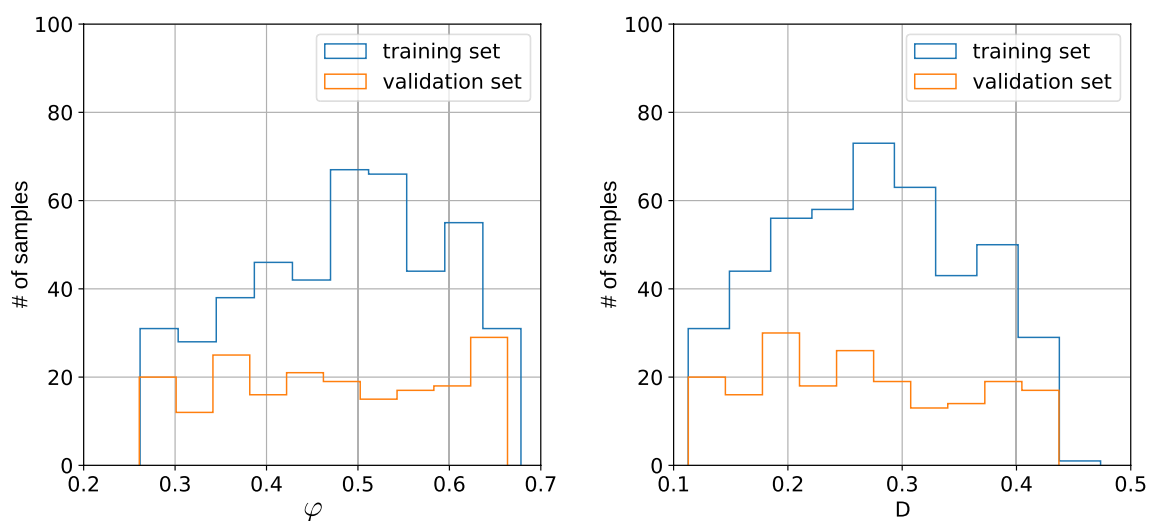 100
80
60
40
20
0
# of samples
0.2 0.3 0.4 0.5 0.6 0.7
φ
training set
validation set
100
80
60
40
20
0
# of samples
0.1 0.2 0.3 0.4 0.5
D
training set
validation set